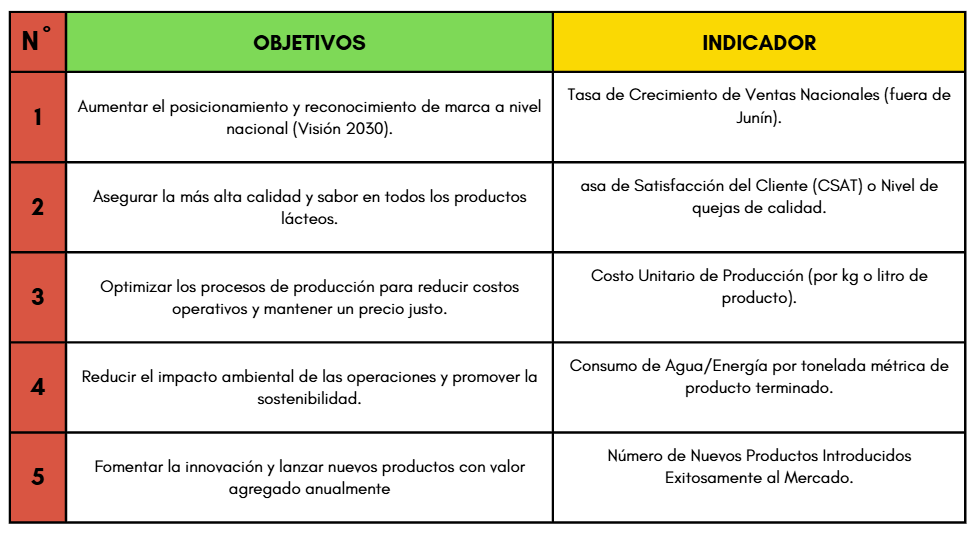 N°
OBJETIVOS
INDICADOR
1
Aumentar el posicionamiento y reconocimiento de marca a nivel
nacional (Visión 2030).
Tasa de Crecimiento de Ventas Nacionales (fuera de
Junín).
2
Asegurar la más alta calidad y sabor en todos los productos
lácteos.
asa de Satisfacción del Cliente (CSAT) o Nivel de
quejas de calidad.
3
Optimizar los procesos de producción para reducir costos
operativos y mantener un precio justo.
Costo Unitario de Producción (por kg o litro de
producto).
4
Reducir el impacto ambiental de las operaciones y promover la
sostenibilidad.
Consumo de Agua/Energía por tonelada métrica de
producto terminado.
5
Fomentar la innovación y lanzar nuevos productos con valor
agregado anualmente
Número de Nuevos Productos Introducidos
Exitosamente al Mercado.